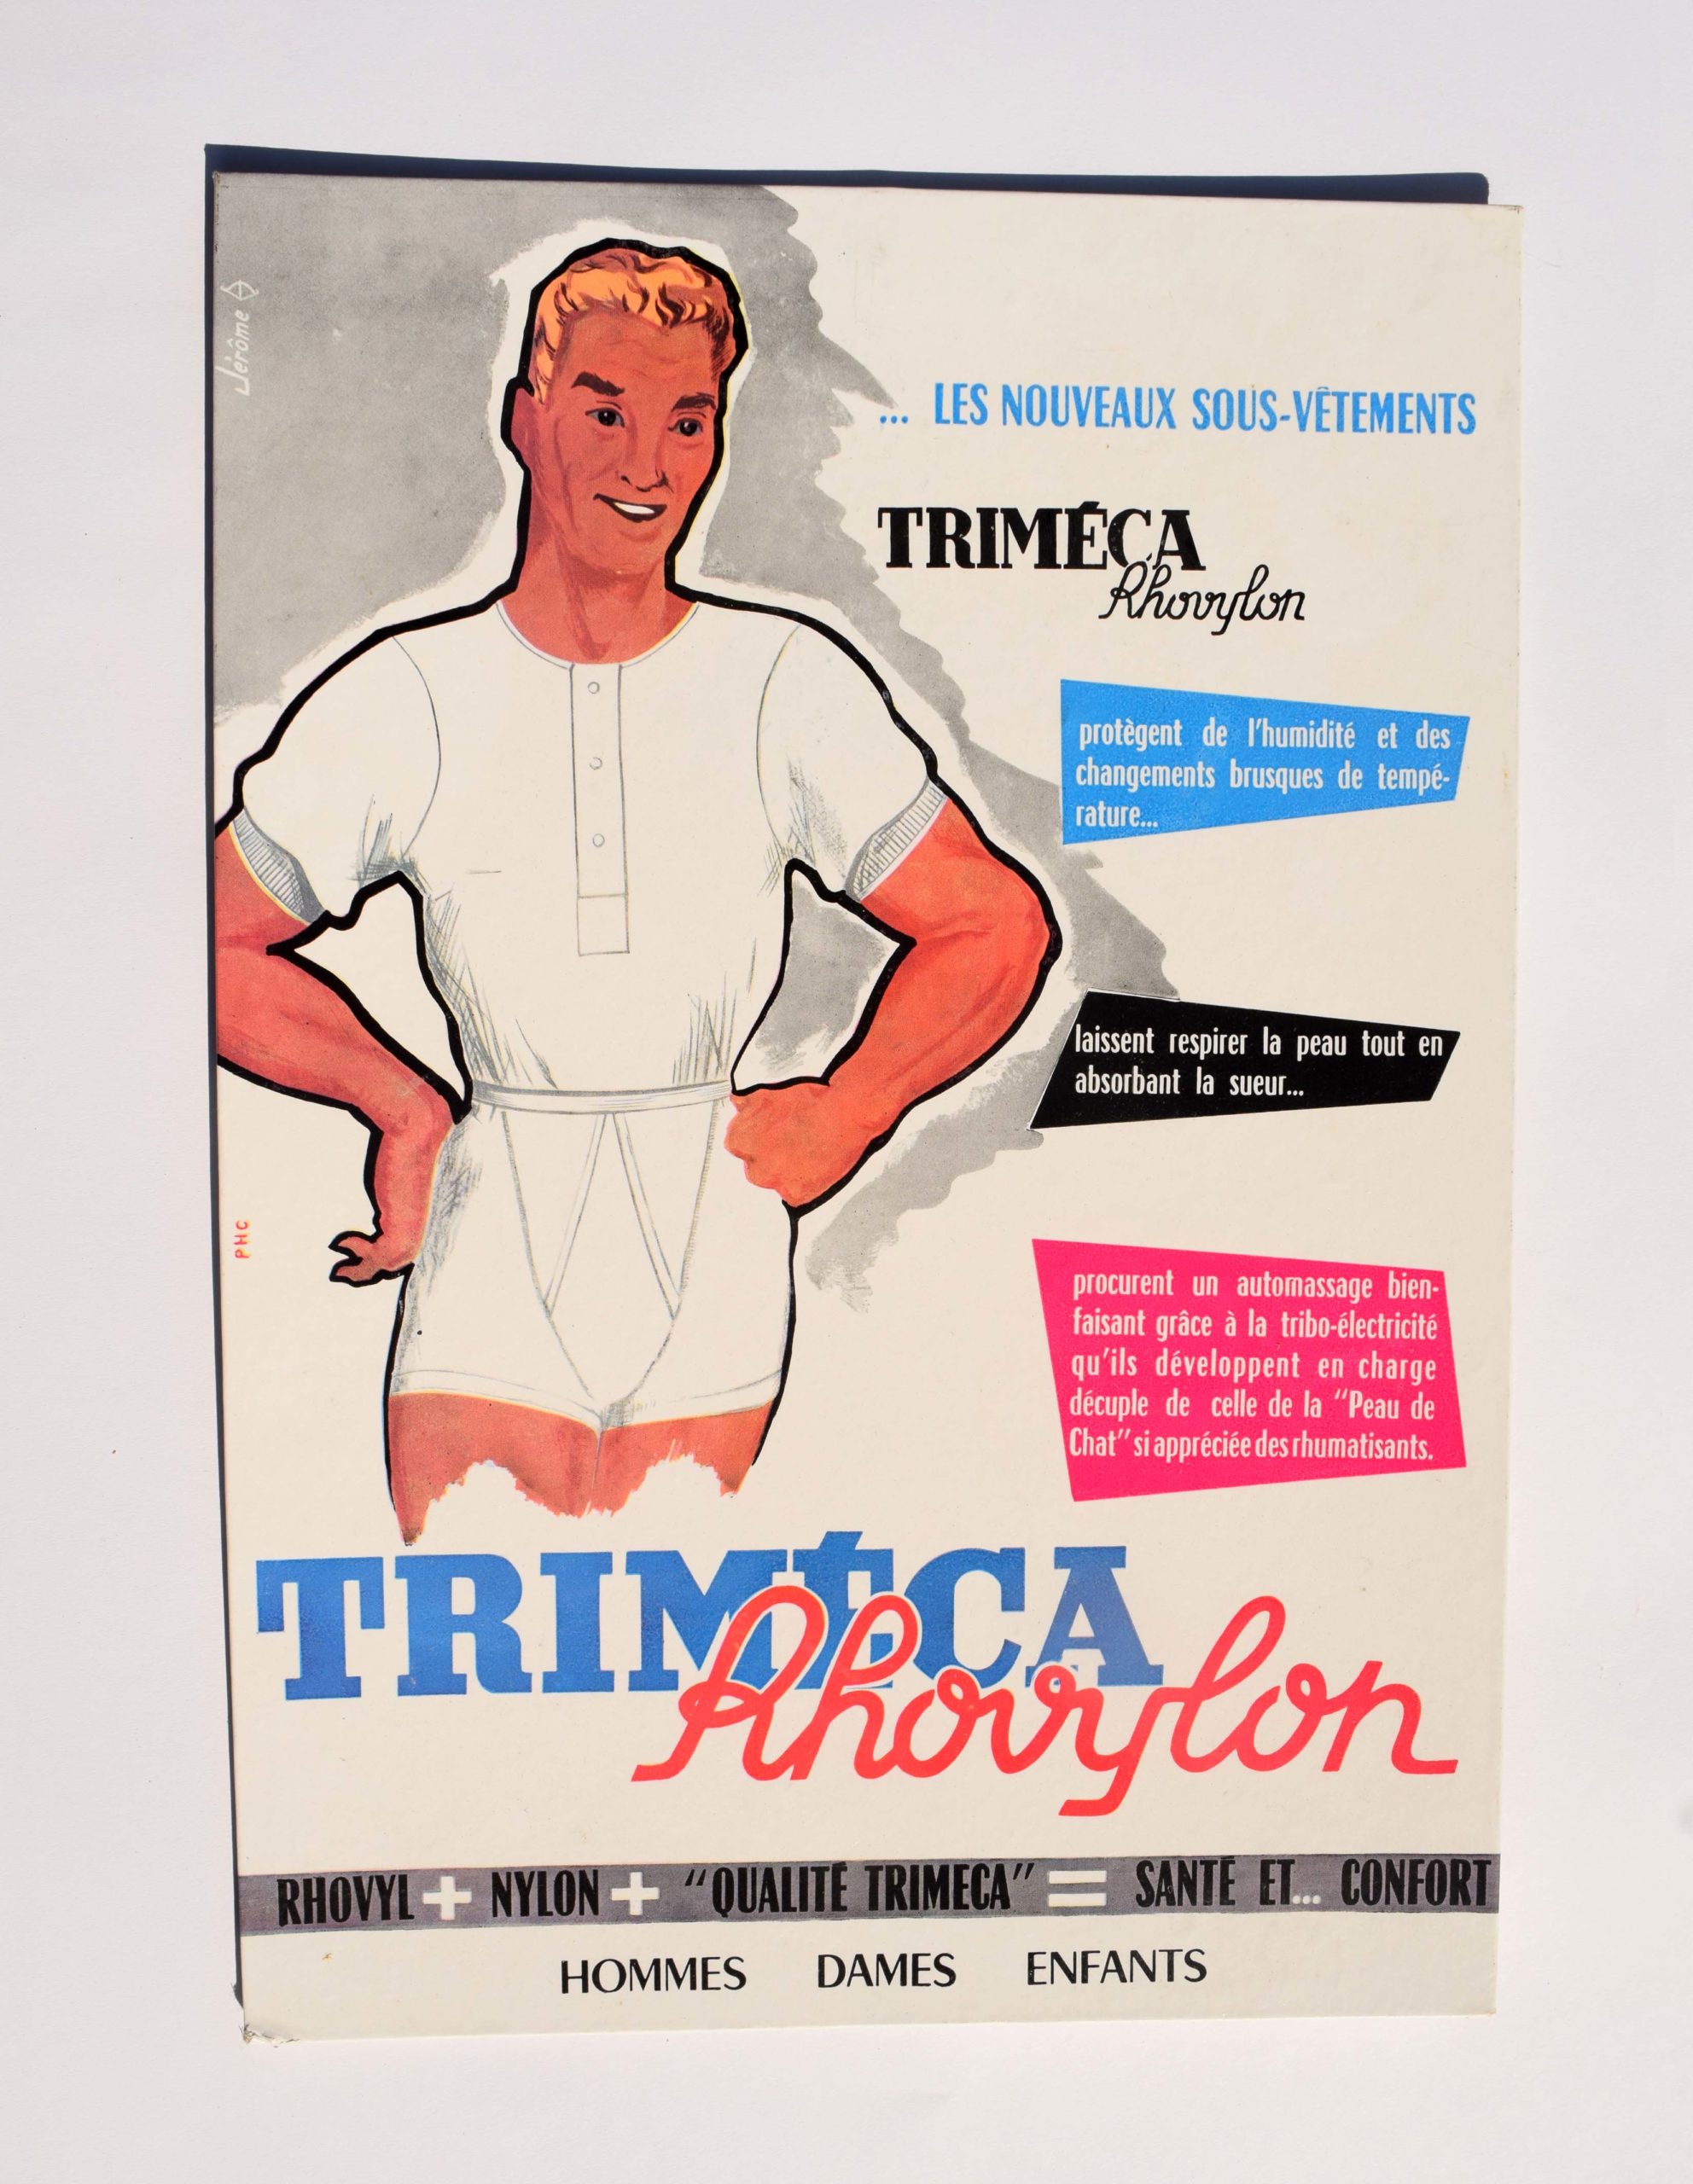 Jérôme
... LES NOUVEAUX SOUS-VÊTEMENTS
TRIMÉCA
Rhovylon
protègent de l'humidité et des
changements brusques de tempé-
rature...
laissent respirer la peau tout en
absorbant la sueur...
PHC
procurent un automassage bien-
faisant grâce à la tribo-électricité
qu'ils développent en charge
décuple de celle de la "Peau de
Chat" si appréciée des rhumatisants.
TRIMÉCA
Rhovylon
RHOVYL + NYLON + "QUALITÉ TRIMECA" = SANTÉ ET... CONFORT
HOMMES DAMES ENFANTS